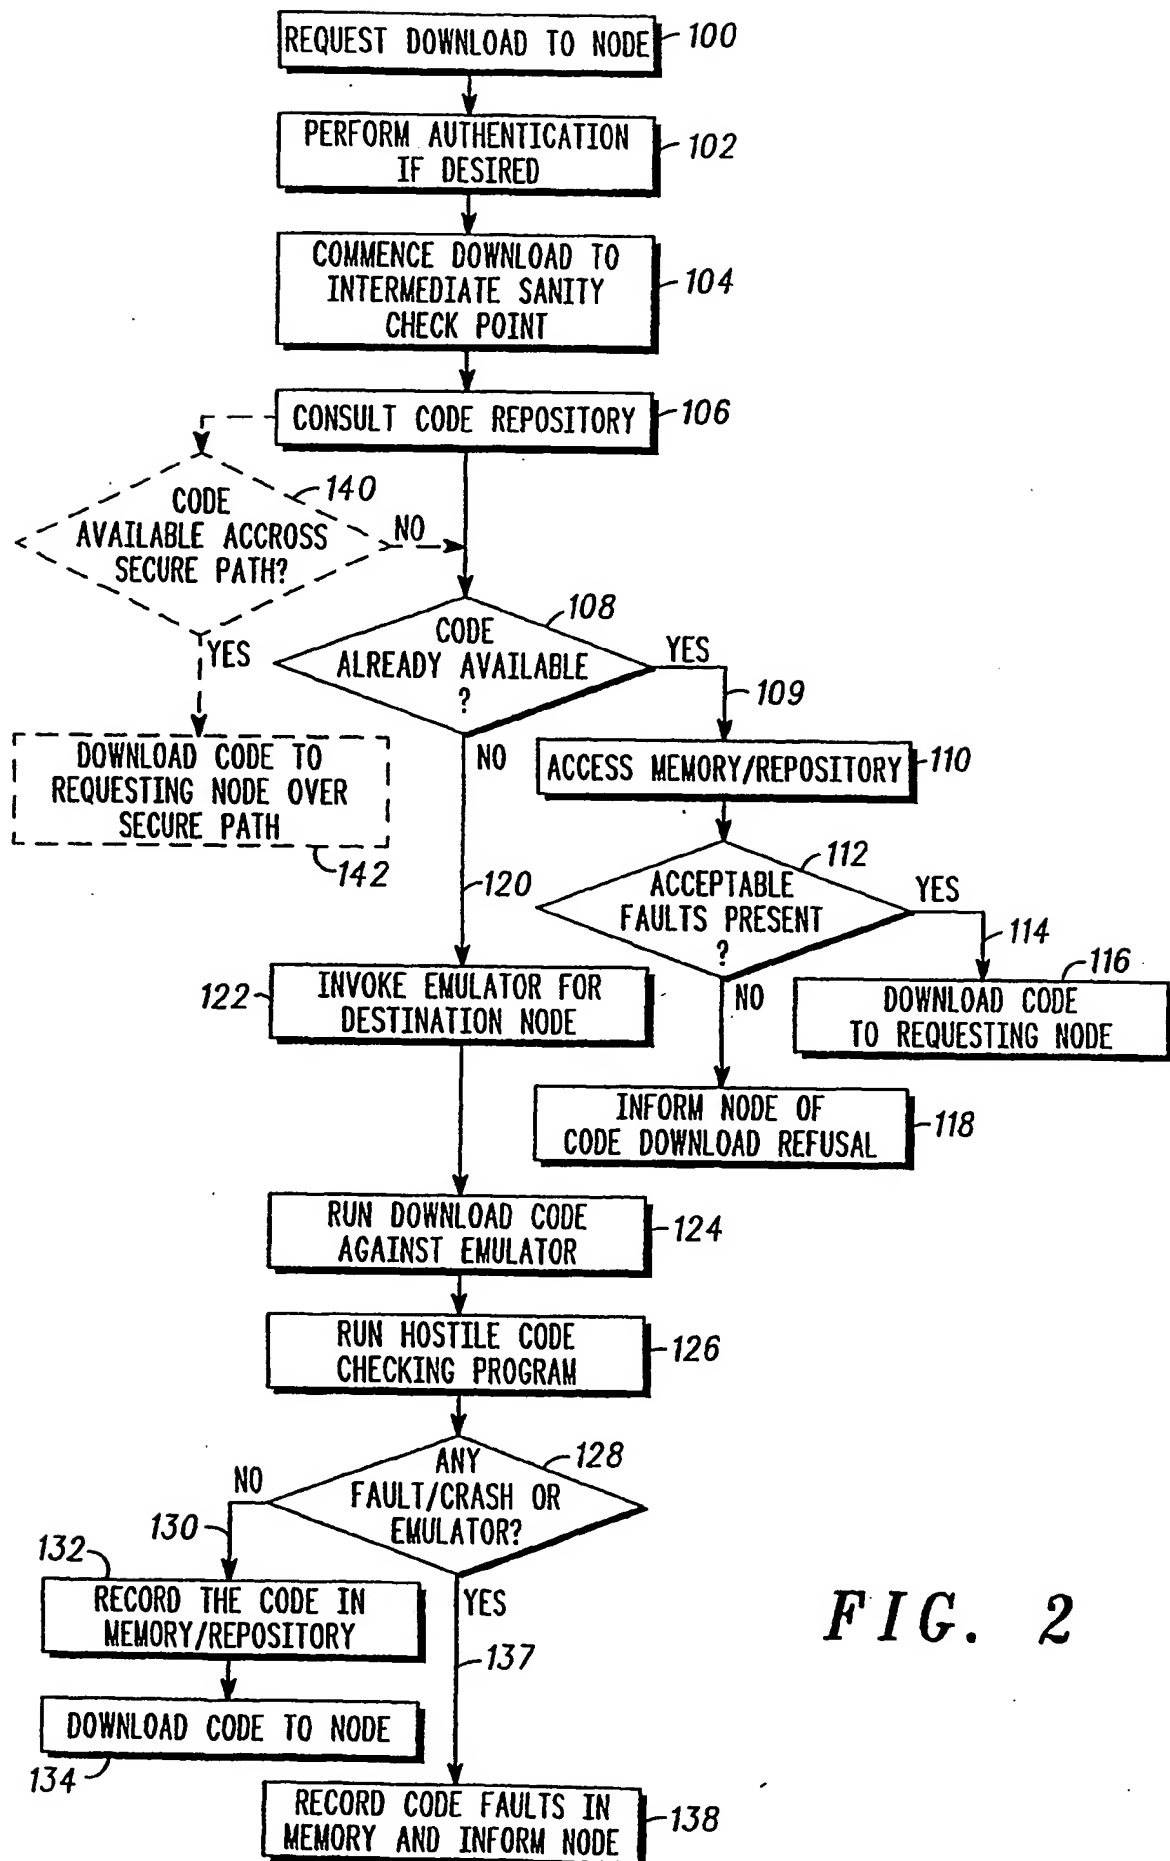 REQUEST DOWNLOAD TO NODE
100
PERFORM AUTHENTICATION
IF DESIRED
102
COMMENCE DOWNLOAD TO
INTERMEDIATE SANITY
CHECK POINT
104
CONSULT CODE REPOSITORY
106
CODE
AVAILABLE ACCROSS
SECURE PATH?
140
NO
YES
DOWNLOAD CODE TO
REQUESTING NODE OVER
SECURE PATH
142
CODE
ALREADY AVAILABLE
?
108
YES
109
NO
ACCESS MEMORY/REPOSITORY
110
120
ACCEPTABLE
FAULTS PRESENT
?
112
YES
114
NO
DOWNLOAD CODE
TO REQUESTING NODE
116
INVOKE EMULATOR FOR
DESTINATION NODE
122
INFORM NODE OF
CODE DOWNLOAD REFUSAL
118
RUN DOWNLOAD CODE
AGAINST EMULATOR
124
RUN HOSTILE CODE
CHECKING PROGRAM
126
ANY
FAULT/CRASH OR
EMULATOR?
128
NO
130
132
RECORD THE CODE IN
MEMORY/REPOSITORY
YES
137
DOWNLOAD CODE TO NODE
134
RECORD CODE FAULTS IN
MEMORY AND INFORM NODE
138
FIG. 2